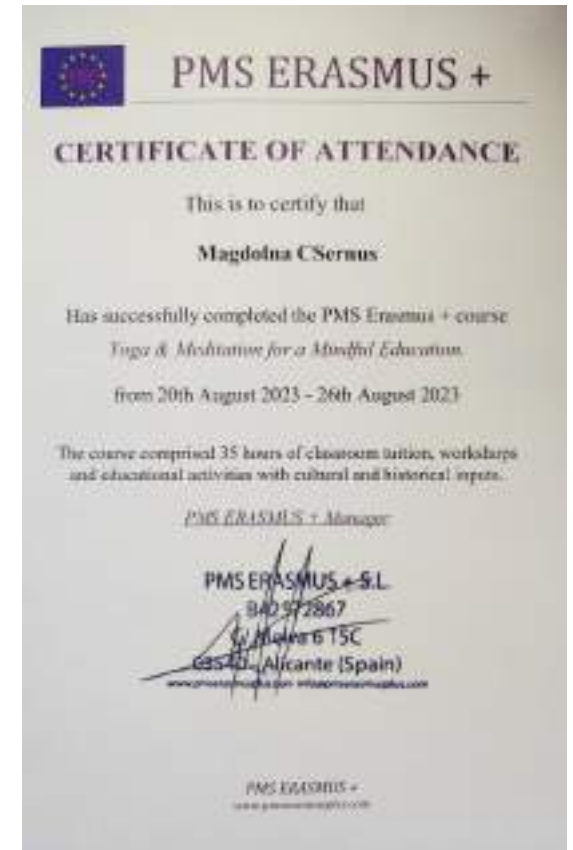 PMS ERASMUS +
CERTIFICATE OF ATTENDANCE
This is to certify that
Magdolna CSernus
Has successfully completed the PMS Erasmus + course
Yoga & Meditation for a Mindful Education.
from 20th August 2023 - 26th August 2023
The course comprised 35 hours of classroom tuition, workshops
and educational activities with cultural and historical inputs.
PMS ERASMUS + Manager
PMS ERASMUS + S.L.
6 15C
Alicante (Spain)
PMS ERASMUS +